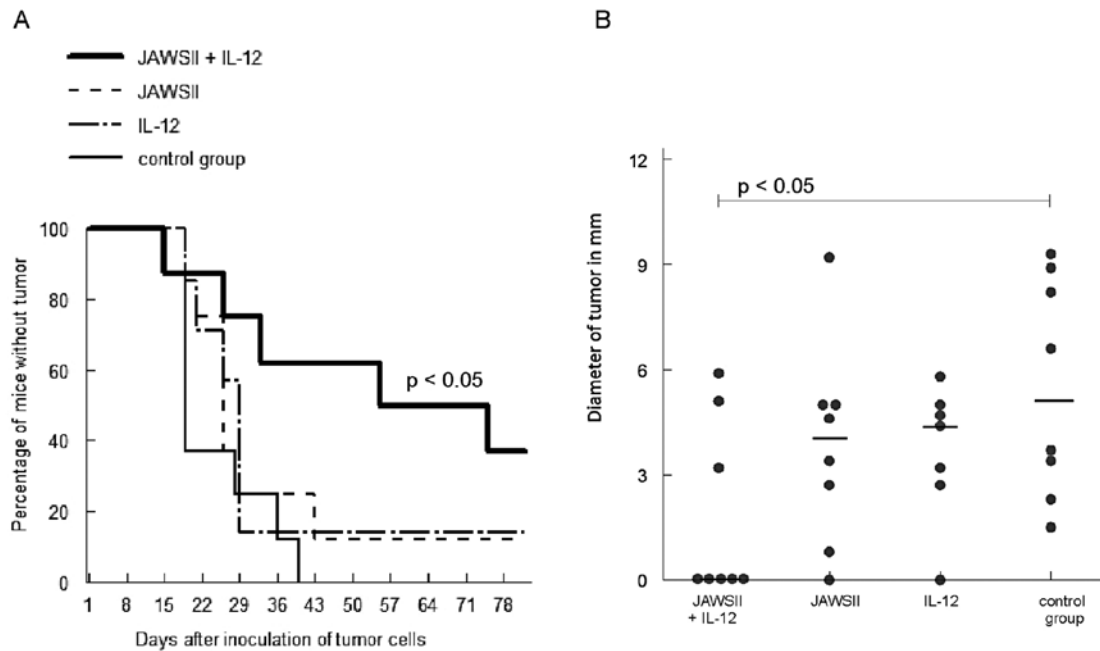 A
JAWSII + IL-12
JAWSII
IL-12
control group
Percentage of mice without tumor
100
80
60
40
20
0
p < 0.05
1 8 15 22 29 36 43 50 57 64 71 78
Days after inoculation of tumor cells
B
Diameter of tumor in mm
12
9
6
3
0
p < 0.05
JAWSII
+ IL-12
JAWSII
IL-12
control
group